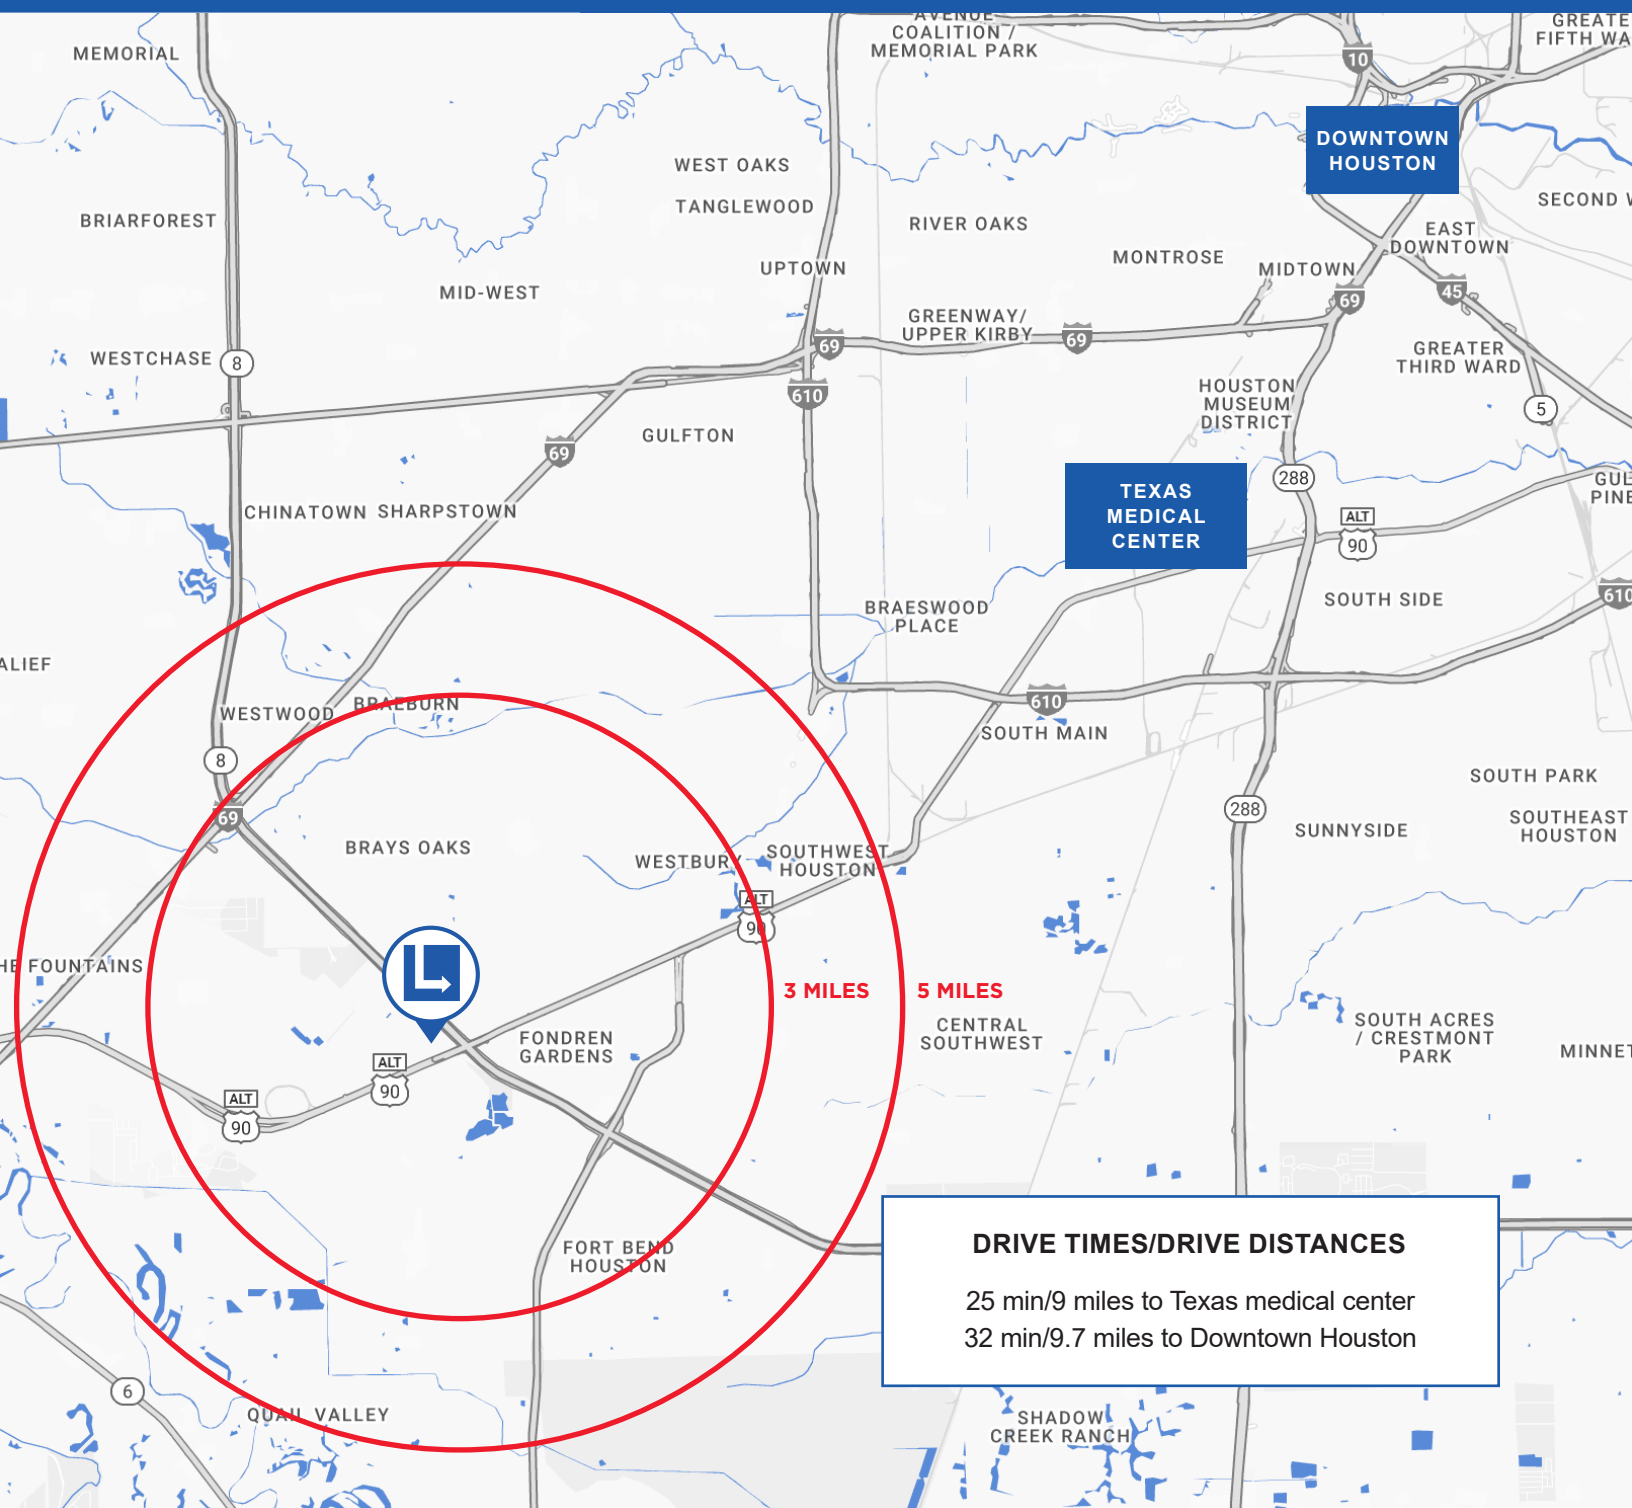 AVENUE
COALITION /
MEMORIAL PARK
GREATE
FIFTH WA
MEMORIAL
10
DOWNTOWN
HOUSTON
WEST OAKS
TANGLEWOOD
SECOND
BRIARFOREST
RIVER OAKS
EAST
DOWNTOWN
MONTROSE
UPTOWN
MIDTOWN
MID-WEST
69
45
GREENWAY/
UPPER KIRBY
69
69
WESTCHASE
8
GREATER
THIRD WARD
610
HOUSTON
MUSEUM
DISTRICT
5
GULFTON
69
288
TEXAS
MEDICAL
CENTER
GUL
PINE
CHINATOWN
SHARPSTOWN
ALT
90
610
SOUTH SIDE
BRAESWOOD
PLACE
ALIEF
610
BRAEBURN
WESTWOOD
SOUTH MAIN
8
SOUTH PARK
288
69
SOUTHEAST
HOUSTON
SUNNYSIDE
BRAYS OAKS
WESTBURY
SOUTHWEST
HOUSTON
ALT
90
HE FOUNTAINS
L
3 MILES
5 MILES
CENTRAL
SOUTHWEST
SOUTH ACRES
/ CRESTMONT
PARK
FONDREN
GARDENS
MINNET
ALT
90
ALT
90
FORT BEND
HOUSTON
DRIVE TIMES/DRIVE DISTANCES
25 min/9 miles to Texas medical center
32 min/9.7 miles to Downtown Houston
6
QUAIL VALLEY
SHADOW
CREEK RANCH